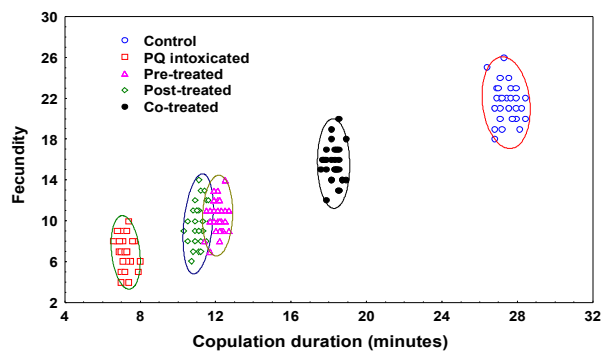 30
26
22
18
14
10
6
2
Fecundity
Control
PQ intoxicated
Pre-treated
Post-treated
Co-treated
4 8 12 16 20 24 28 32
Copulation duration (minutes)